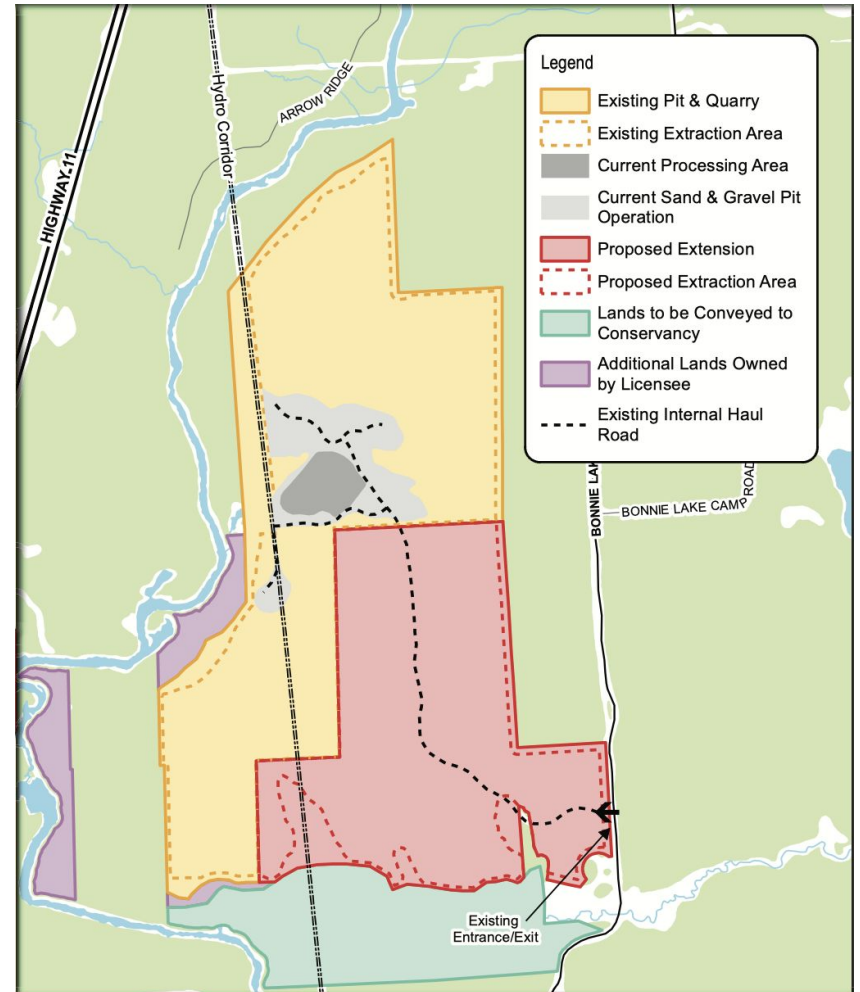 HIGHWAY 11
Hydro Corridor
ARROW RIDGE
Legend
Existing Pit & Quarry
Existing Extraction Area
Current Processing Area
Current Sand & Gravel Pit
Operation
Proposed Extension
Proposed Extraction Area
Lands to be Conveyed to
Conservancy
Additional Lands Owned
by Licensee
Existing Internal Haul
Road
BONNIE LAK
BONNIE LAKE CAMP ROAD
Existing
Entrance/Exit